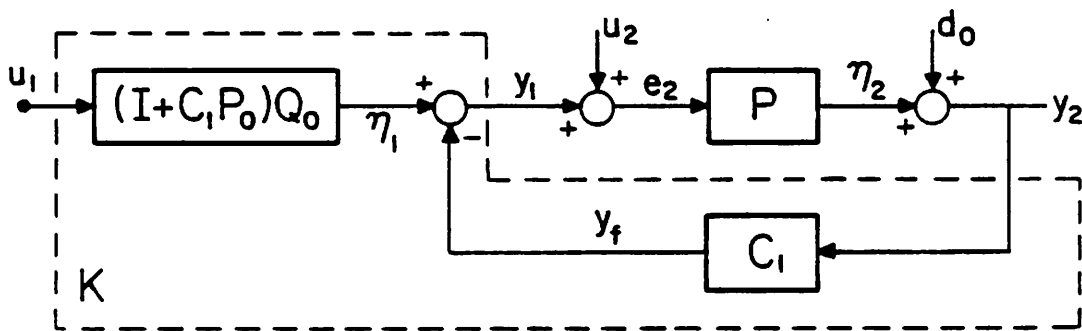 u₁
(I+C₁P₀)Q₀
η₁
+
−
y₁
u₂
+
+
e₂
P
η₂
d₀
+
+
y₂
y_f
C₁
K